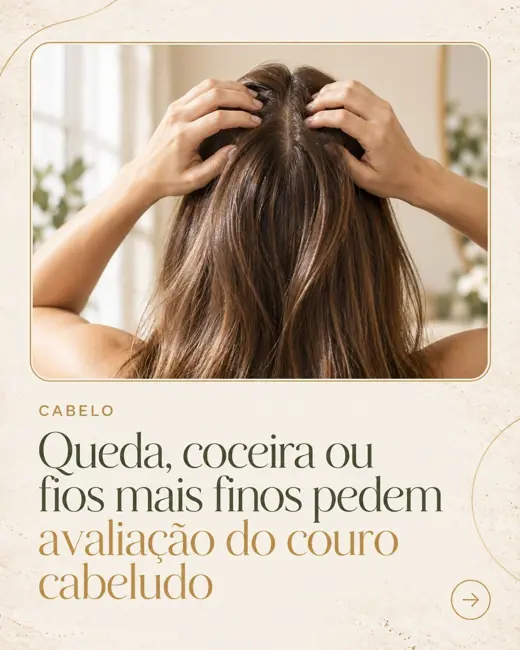 CABELO
Queda, coceira ou
fios mais finos pedem
avaliação do couro
cabeludo